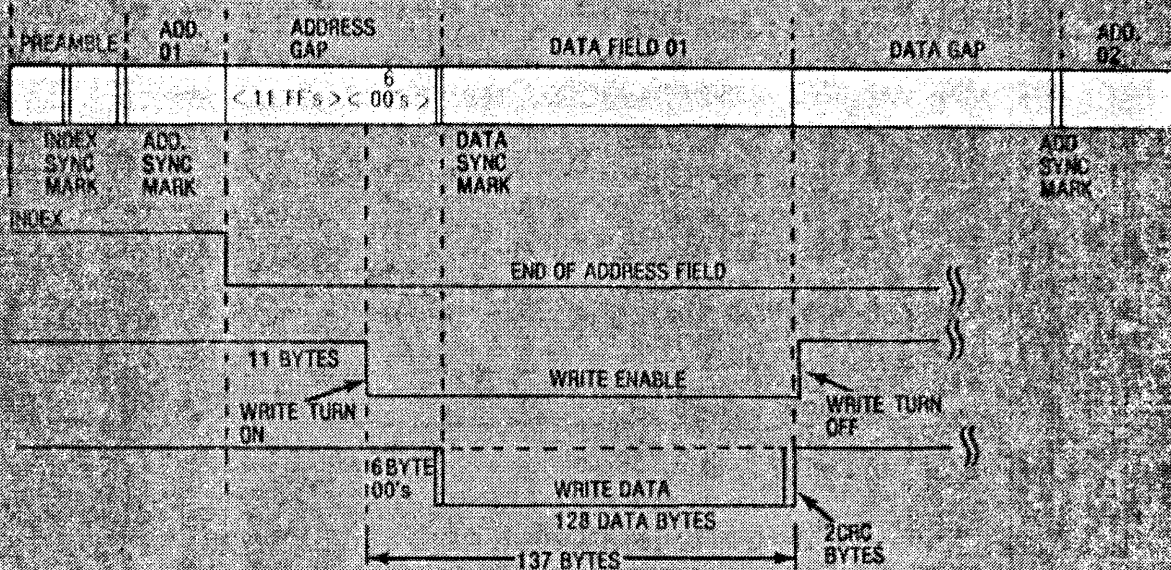 PREAMBLE
ADD.
01
ADDRESS
GAP
DATA FIELD 01
DATA GAP
ADD.
02
< 11 FF's > < 6 00's >
INDEX
SYNC
MARK
ADD.
SYNC
MARK
DATA
SYNC
MARK
ADD
SYNC
MARK
INDEX
END OF ADDRESS FIELD
11 BYTES
WRITE ENABLE
WRITE TURN
ON
WRITE TURN
OFF
6 BYTE
00's
WRITE DATA
128 DATA BYTES
2CRC
BYTES
137 BYTES